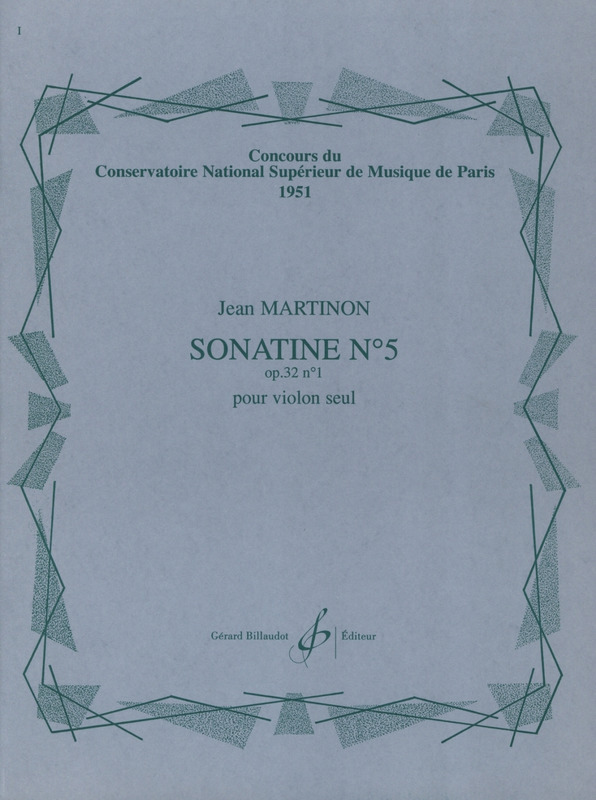 I
Concours du
Conservatoire National Supérieur de Musique de Paris
1951
Jean MARTINON
SONATINE N°5
op.32 n°1
pour violon seul
Gérard Billaudot Éditeur